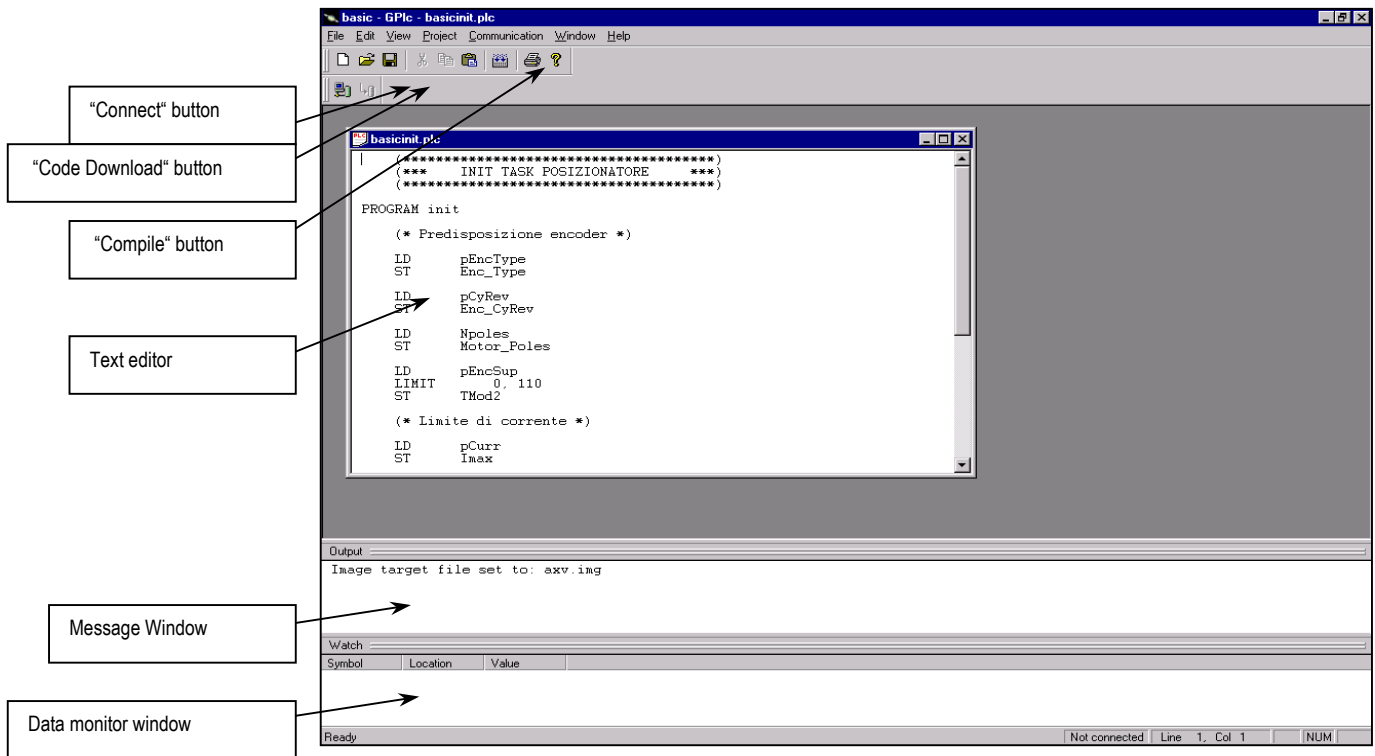 basic - GPlc - basicinit.plc
File Edit View Project Communication Window Help
“Connect“ button
“Code Download“ button
“Compile“ button
Text editor
Message Window
Data monitor window
basicinit.plc
(***************************************)
(*** INIT TASK POSIZIONATORE ***)
(***************************************)
PROGRAM init
(* Predisposizione encoder *)
LD pEncType
ST Enc_Type
LD pCyRev
ST Enc_CyRev
LD Npoles
ST Motor_Poles
LD pEncSup
LIMIT 0, 110
ST TMod2
(* Limite di corrente *)
LD pCurr
ST Imax
Output
Image target file set to: axv.img
Watch
Symbol Location Value
Ready Not connected Line 1, Col 1 NUM